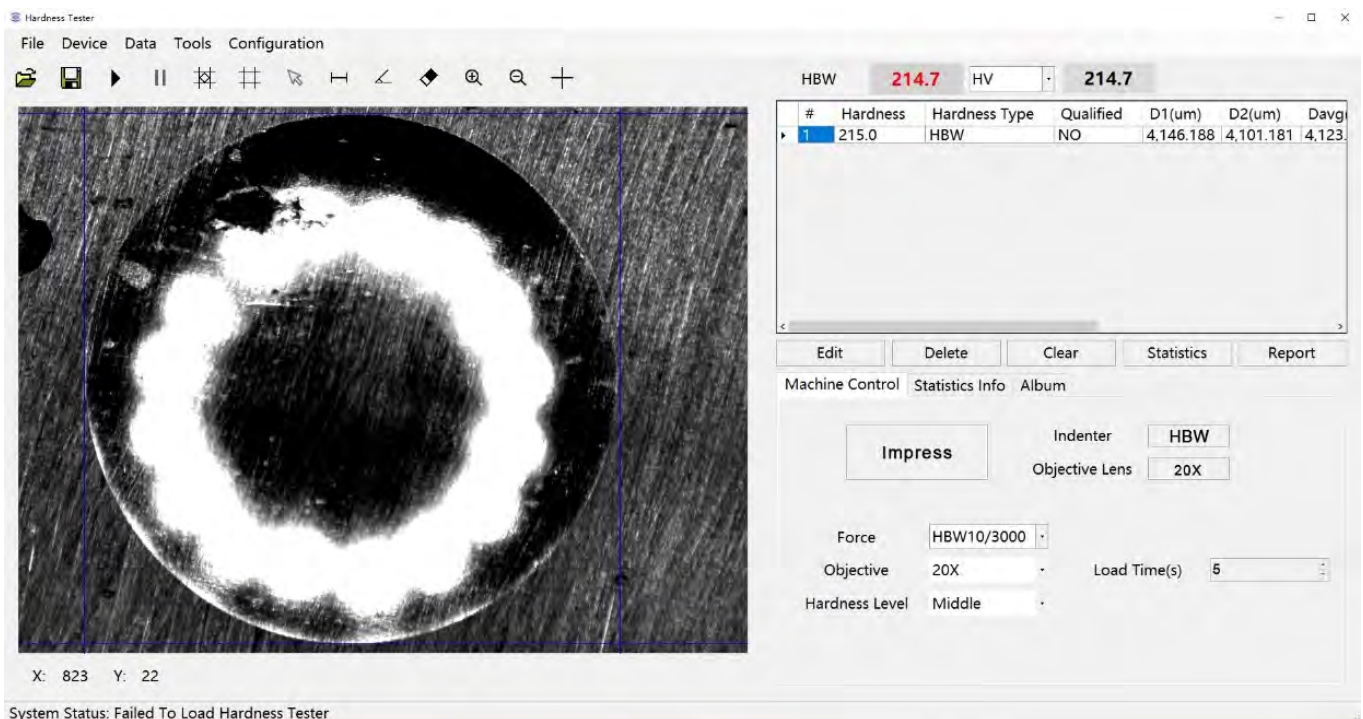 Hardness Tester
File Device Data Tools Configuration
HBW 214.7 HV 214.7
# Hardness Hardness Type Qualified D1(um) D2(um) Davg
1 215.0 HBW NO 4,146.188 4,101.181 4,123.
Edit Delete Clear Statistics Report
Machine Control Statistics Info Album
Impress
Indenter HBW
Objective Lens 20X
Force HBW10/3000
Objective 20X Load Time(s) 5
Hardness Level Middle
X: 823 Y: 22
System Status: Failed To Load Hardness Tester